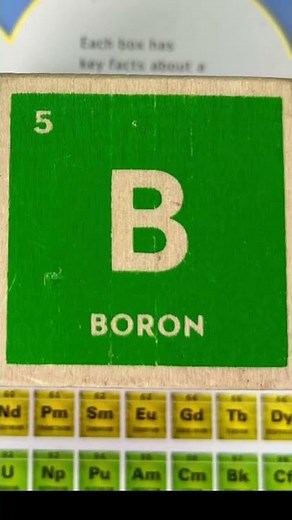 Each box has
key facts about a
5
B
BORON
Nd Pm Sm Eu Gd Tb Dy
U Np Pu Am Cm Bk Cf